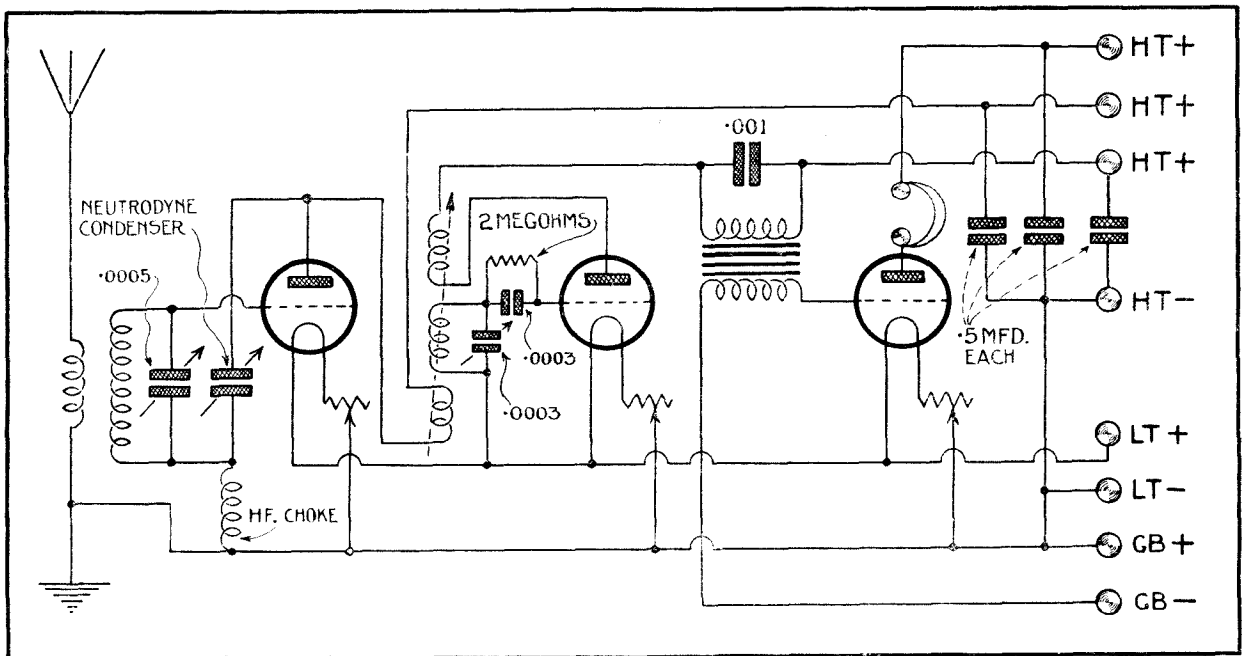 HT+
HT+
·001
HT+
NEUTRODYNE
CONDENSER
2 MEGOHMS
·0005
HT-
·0003
·5 MFD.
EACH
·0003
LT+
LT-
HF. CHOKE
GB+
GB-